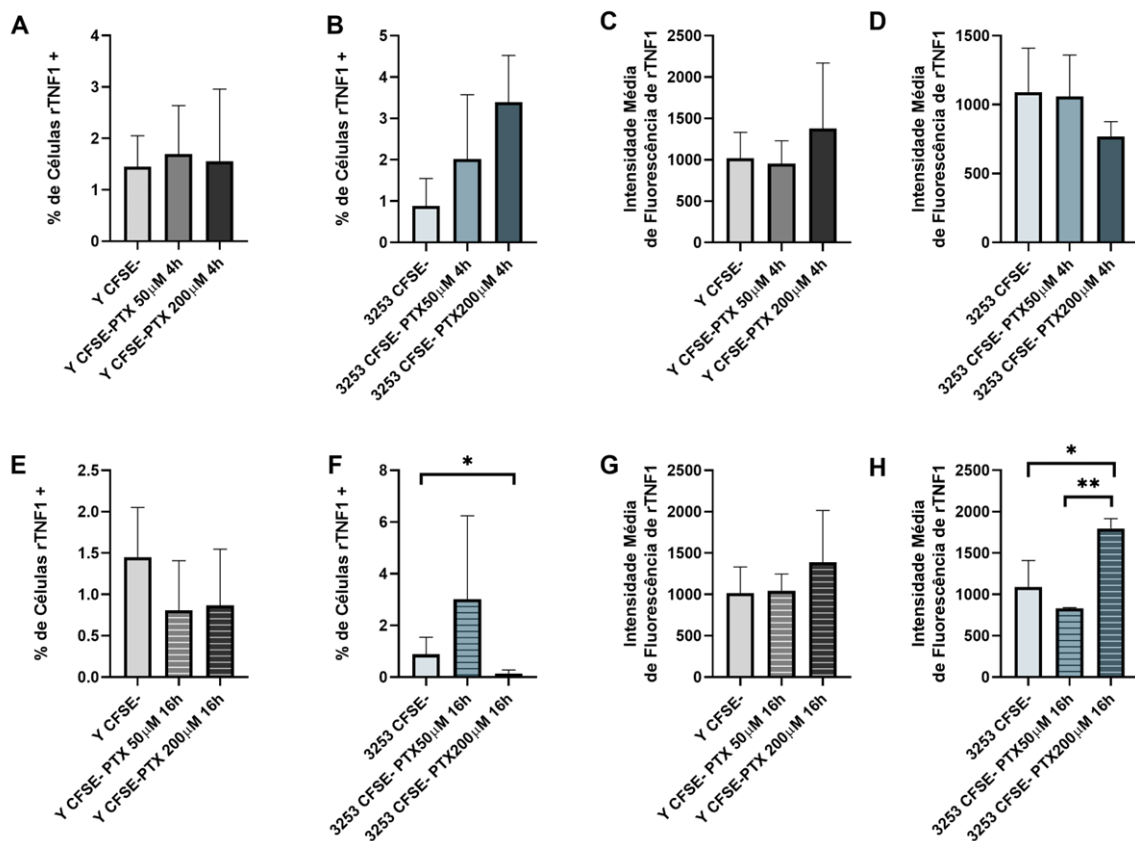 A
% de Células rTNF1 +
4
3
2
1
0
Y CFSE-
Y CFSE-PTX 50µM 4h
Y CFSE-PTX 200µM 4h
B
% de Células rTNF1 +
5
4
3
2
1
0
3253 CFSE-
3253 CFSE- PTX50µM 4h
3253 CFSE- PTX200µM 4h
C
Intensidade Média
de Fluorescência de rTNF1
2500
2000
1500
1000
500
0
Y CFSE-
Y CFSE-PTX 50µM 4h
Y CFSE-PTX 200µM 4h
D
Intensidade Média
de Fluorescência de rTNF1
1500
1000
500
0
3253 CFSE-
3253 CFSE- PTX50µM 4h
3253 CFSE- PTX200µM 4h
E
% de Células rTNF1 +
2.5
2.0
1.5
1.0
0.5
0.0
Y CFSE-
Y CFSE- PTX 50µM 16h
Y CFSE-PTX 200µM 16h
F
% de Células rTNF1 +
8
6
4
2
0
*
3253 CFSE-
3253 CFSE- PTX50µM 16h
3253 CFSE- PTX200µM 16h
G
Intensidade Média
de Fluorescência de rTNF1
2500
2000
1500
1000
500
0
Y CFSE-
Y CFSE- PTX 50µM 16h
Y CFSE-PTX 200µM 16h
H
Intensidade Média
de Fluorescência de rTNF1
2500
2000
1500
1000
500
0
*
**
3253 CFSE-
3253 CFSE- PTX50µM 16h
3253 CFSE- PTX200µM 16h